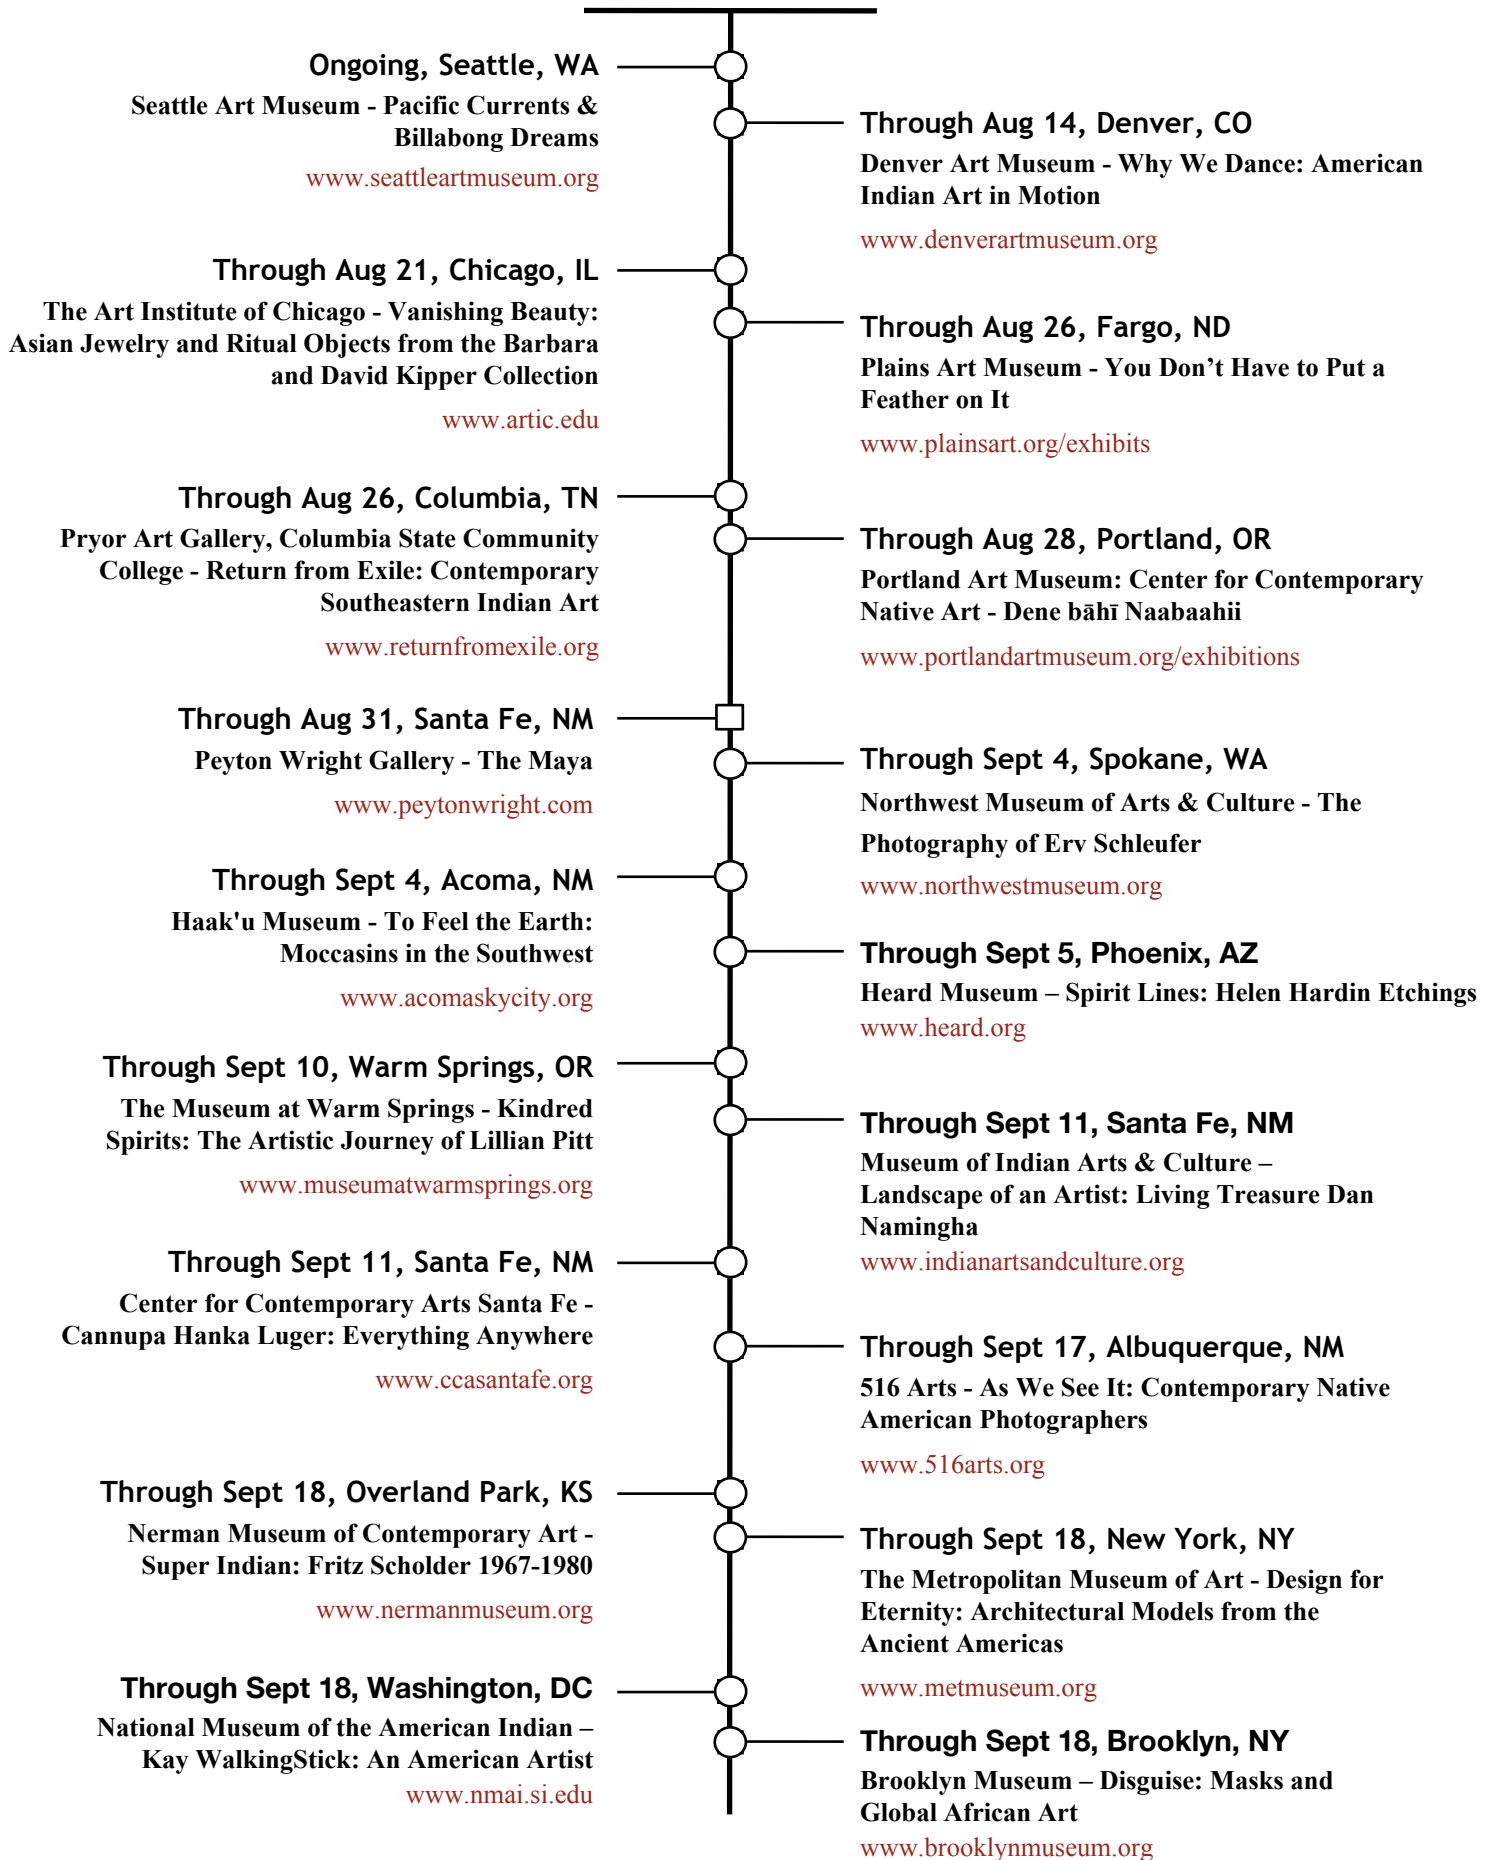 Ongoing, Seattle, WA
Seattle Art Museum - Pacific Currents &
Billabong Dreams
www.seattleartmuseum.org
Through Aug 14, Denver, CO
Denver Art Museum - Why We Dance: American
Indian Art in Motion
www.denverartmuseum.org
Through Aug 21, Chicago, IL
The Art Institute of Chicago - Vanishing Beauty:
Asian Jewelry and Ritual Objects from the Barbara
and David Kipper Collection
www.artic.edu
Through Aug 26, Fargo, ND
Plains Art Museum - You Don’t Have to Put a
Feather on It
www.plainsart.org/exhibits
Through Aug 26, Columbia, TN
Pryor Art Gallery, Columbia State Community
College - Return from Exile: Contemporary
Southeastern Indian Art
www.returnfromexile.org
Through Aug 28, Portland, OR
Portland Art Museum: Center for Contemporary
Native Art - Dene bāhī Naabaahii
www.portlandartmuseum.org/exhibitions
Through Aug 31, Santa Fe, NM
Peyton Wright Gallery - The Maya
www.peytonwright.com
Through Sept 4, Spokane, WA
Northwest Museum of Arts & Culture - The
Photography of Erv Schleufer
www.northwestmuseum.org
Through Sept 4, Acoma, NM
Haak'u Museum - To Feel the Earth:
Moccasins in the Southwest
www.acomaskycity.org
Through Sept 5, Phoenix, AZ
Heard Museum – Spirit Lines: Helen Hardin Etchings
www.heard.org
Through Sept 10, Warm Springs, OR
The Museum at Warm Springs - Kindred
Spirits: The Artistic Journey of Lillian Pitt
www.museumatwarmsprings.org
Through Sept 11, Santa Fe, NM
Museum of Indian Arts & Culture –
Landscape of an Artist: Living Treasure Dan
Namingha
www.indianartsandculture.org
Through Sept 11, Santa Fe, NM
Center for Contemporary Arts Santa Fe -
Cannupa Hanka Luger: Everything Anywhere
www.ccasantafe.org
Through Sept 17, Albuquerque, NM
516 Arts - As We See It: Contemporary Native
American Photographers
www.516arts.org
Through Sept 18, Overland Park, KS
Nerman Museum of Contemporary Art -
Super Indian: Fritz Scholder 1967-1980
www.nermanmuseum.org
Through Sept 18, New York, NY
The Metropolitan Museum of Art - Design for
Eternity: Architectural Models from the
Ancient Americas
www.metmuseum.org
Through Sept 18, Washington, DC
National Museum of the American Indian –
Kay WalkingStick: An American Artist
www.nmai.si.edu
Through Sept 18, Brooklyn, NY
Brooklyn Museum – Disguise: Masks and
Global African Art
www.brooklynmuseum.org